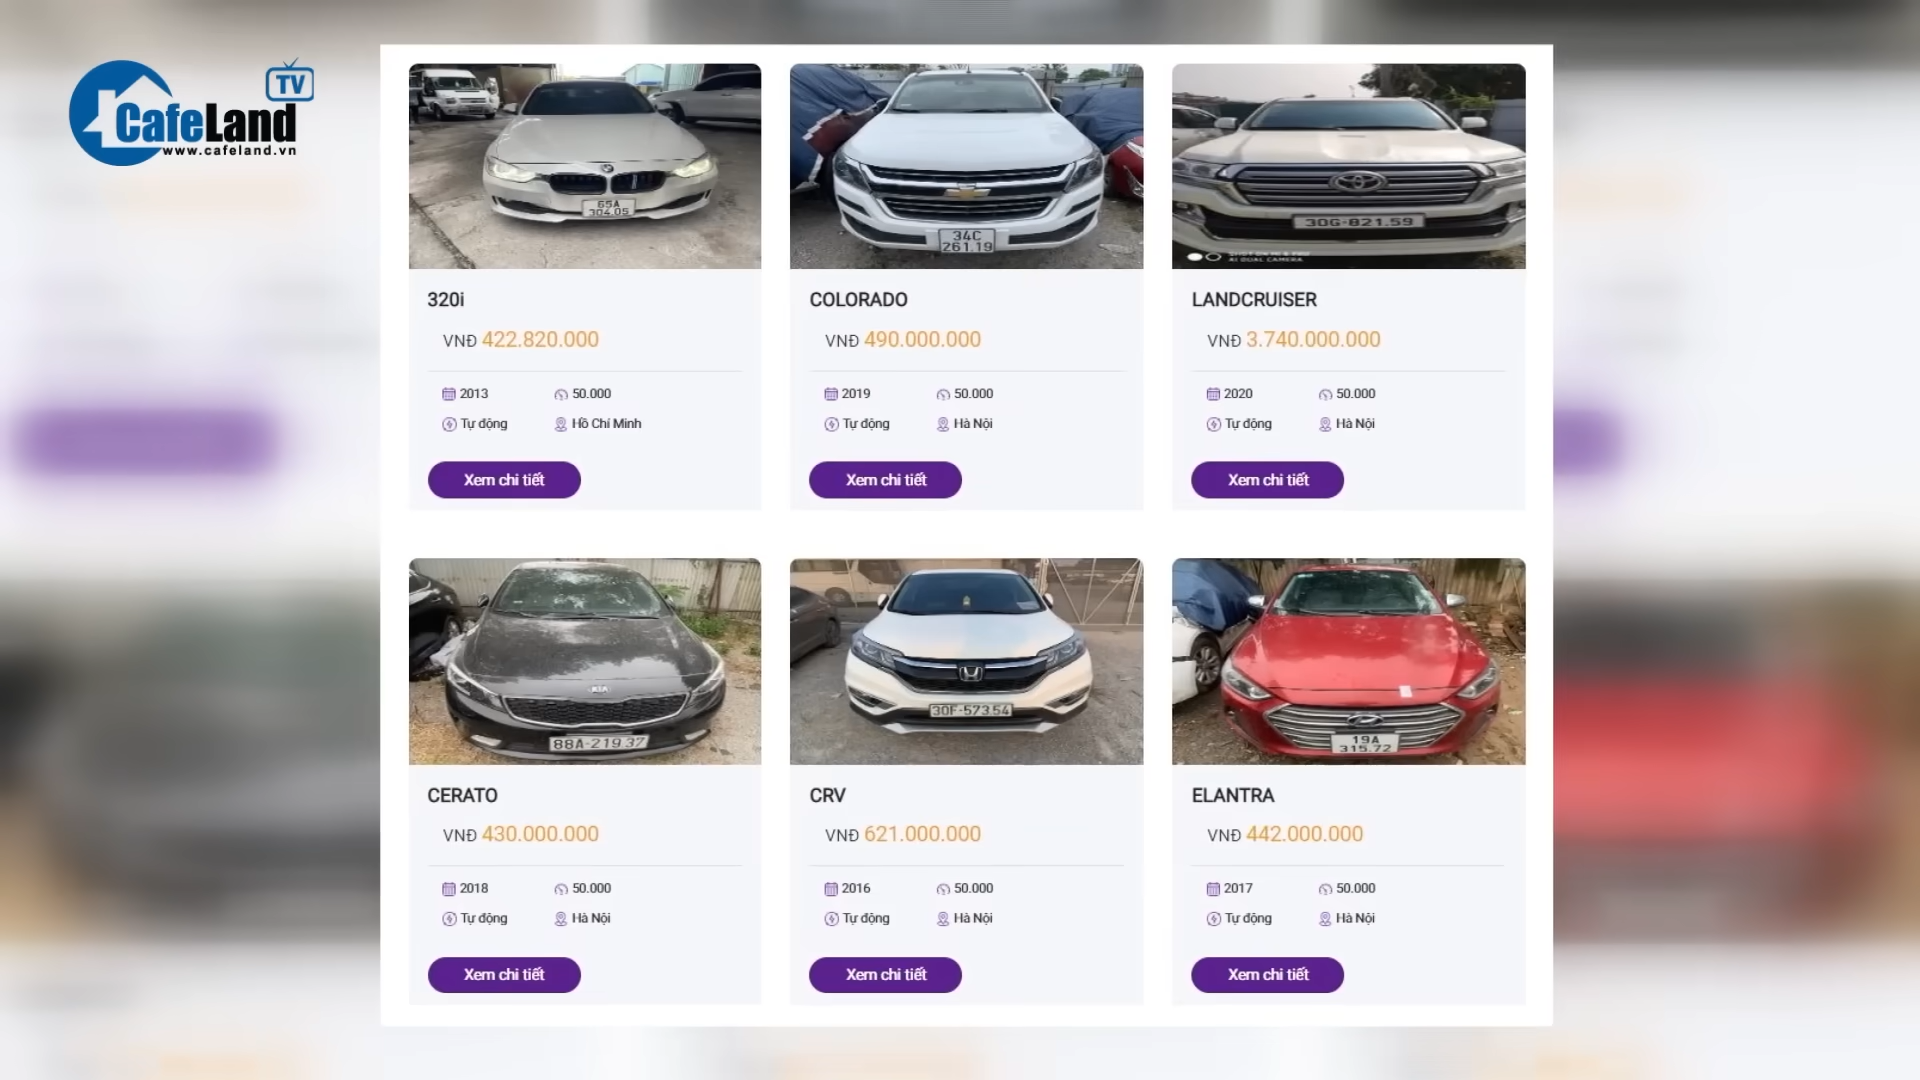 TV
CafeLand
www.cafeland.vn
65A
304.05
34C
261.19
30G-821.59
AI DUAL CAMERA
320i
COLORADO
LANDCRUISER
VNĐ 422.820.000
VNĐ 490.000.000
VNĐ 3.740.000.000
2013
50.000
2019
50.000
2020
50.000
Tự động
Hồ Chí Minh
Tự động
Hà Nội
Tự động
Hà Nội
Xem chi tiết
Xem chi tiết
Xem chi tiết
KIA
88A-219.37
30F-573.54
19A
315.72
CERATO
CRV
ELANTRA
VNĐ 430.000.000
VNĐ 621.000.000
VNĐ 442.000.000
2018
50.000
2016
50.000
2017
50.000
Tự động
Hà Nội
Tự động
Hà Nội
Tự động
Hà Nội
Xem chi tiết
Xem chi tiết
Xem chi tiết